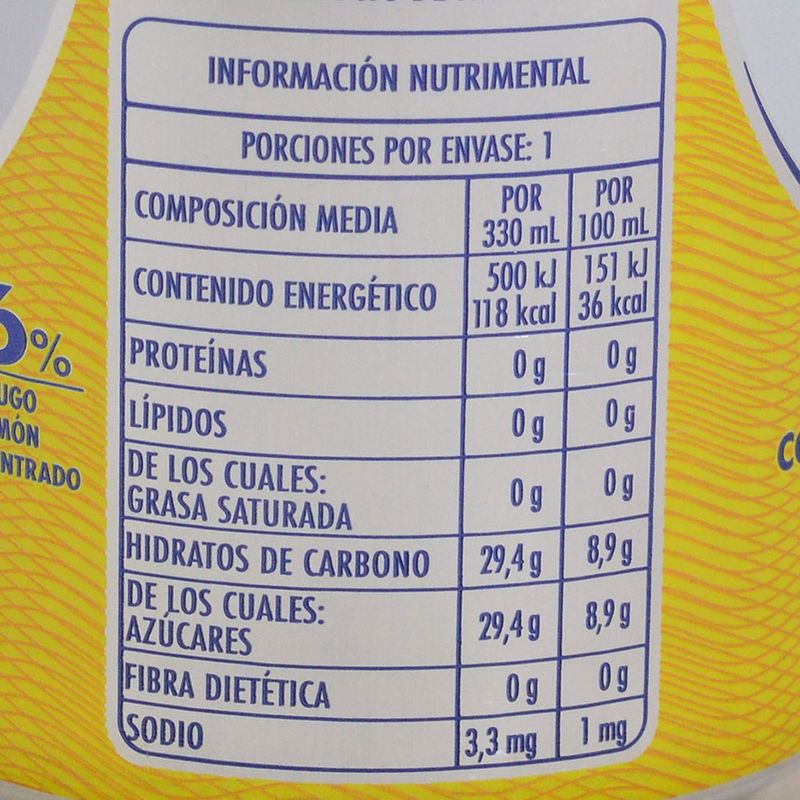 INFORMACIÓN NUTRIMENTAL
PORCIONES POR ENVASE: 1
COMPOSICIÓN MEDIA POR 330 mL POR 100 mL
CONTENIDO ENERGÉTICO 500 kJ 118 kcal 151 kJ 36 kcal
PROTEÍNAS 0 g 0 g
LÍPIDOS 0 g 0 g
DE LOS CUALES:
GRASA SATURADA 0 g 0 g
HIDRATOS DE CARBONO 29,4 g 8,9 g
DE LOS CUALES:
AZÚCARES 29,4 g 8,9 g
FIBRA DIETÉTICA 0 g 0 g
SODIO 3,3 mg 1 mg
6%